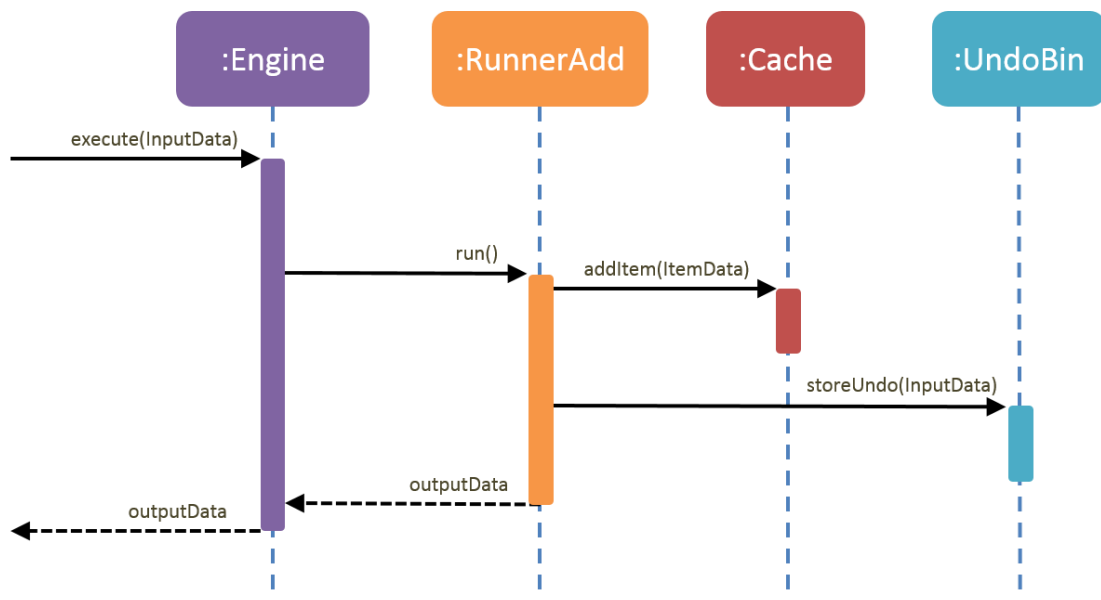 :Engine
:RunnerAdd
:Cache
:UndoBin
execute(InputData)
run()
addItem(ItemData)
storeUndo(InputData)
outputData
outputData